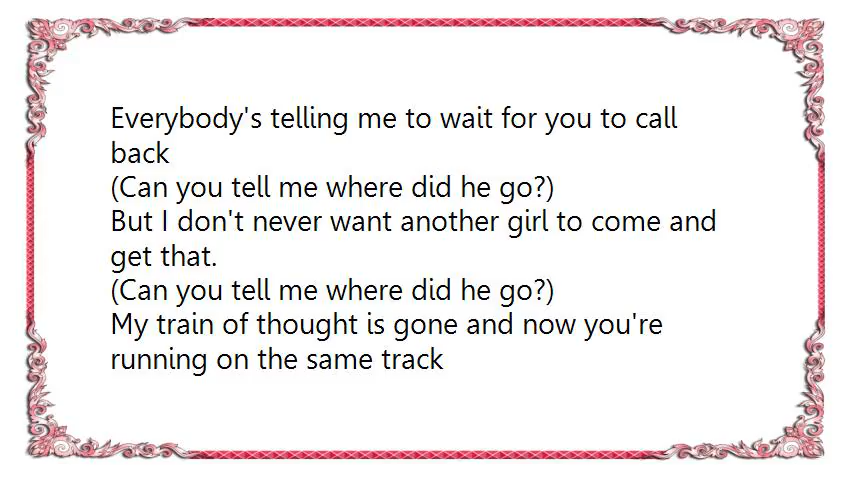 Everybody's telling me to wait for you to call
back
(Can you tell me where did he go?)
But I don't never want another girl to come and
get that.
(Can you tell me where did he go?)
My train of thought is gone and now you're
running on the same track